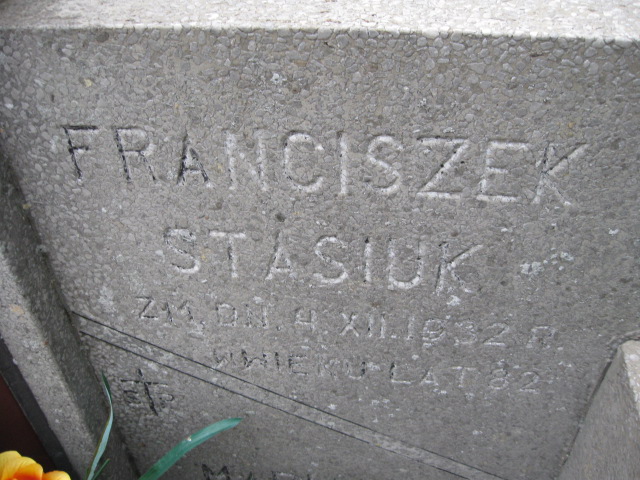 FRANCISZEK
STASIUK
ZM. DN. 4 XII. 1932 R.
W WIEKU LAT 82